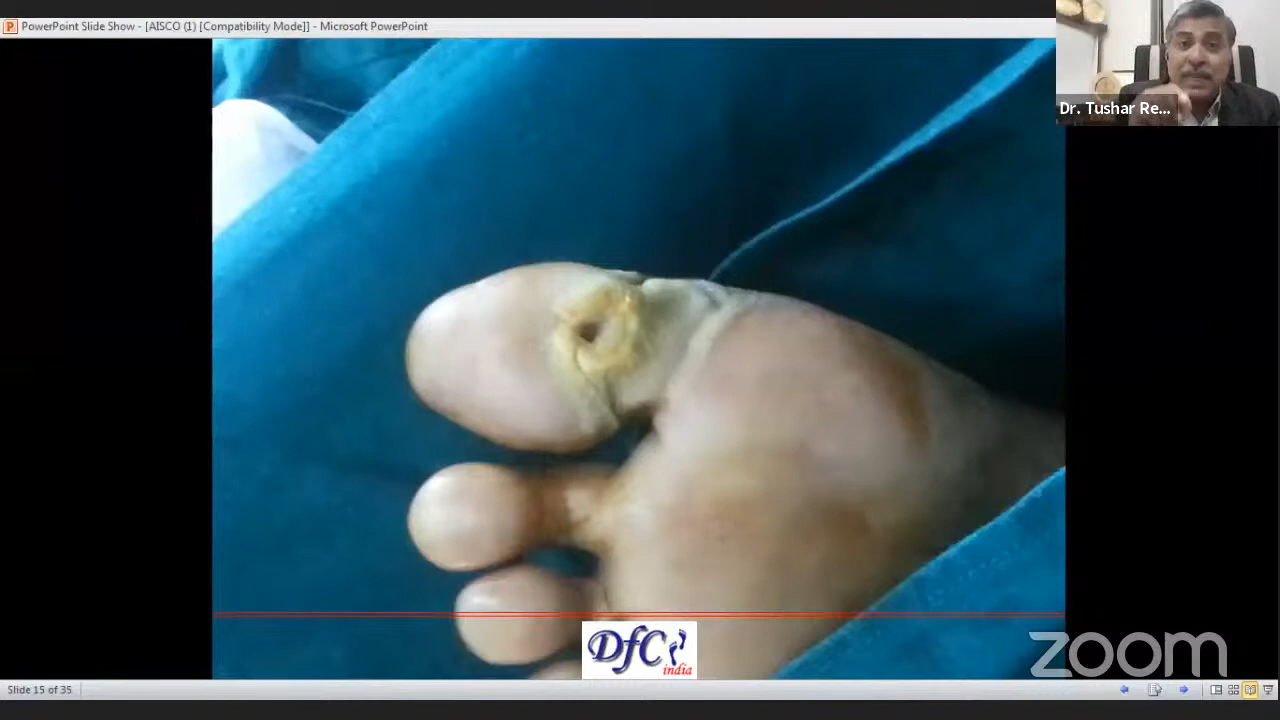 PowerPoint Slide Show - [AISCO (1) [Compatibility Mode]] - Microsoft PowerPoint
Dr. Tushar Re...
DfC
india
zoom
Slide 15 of 35